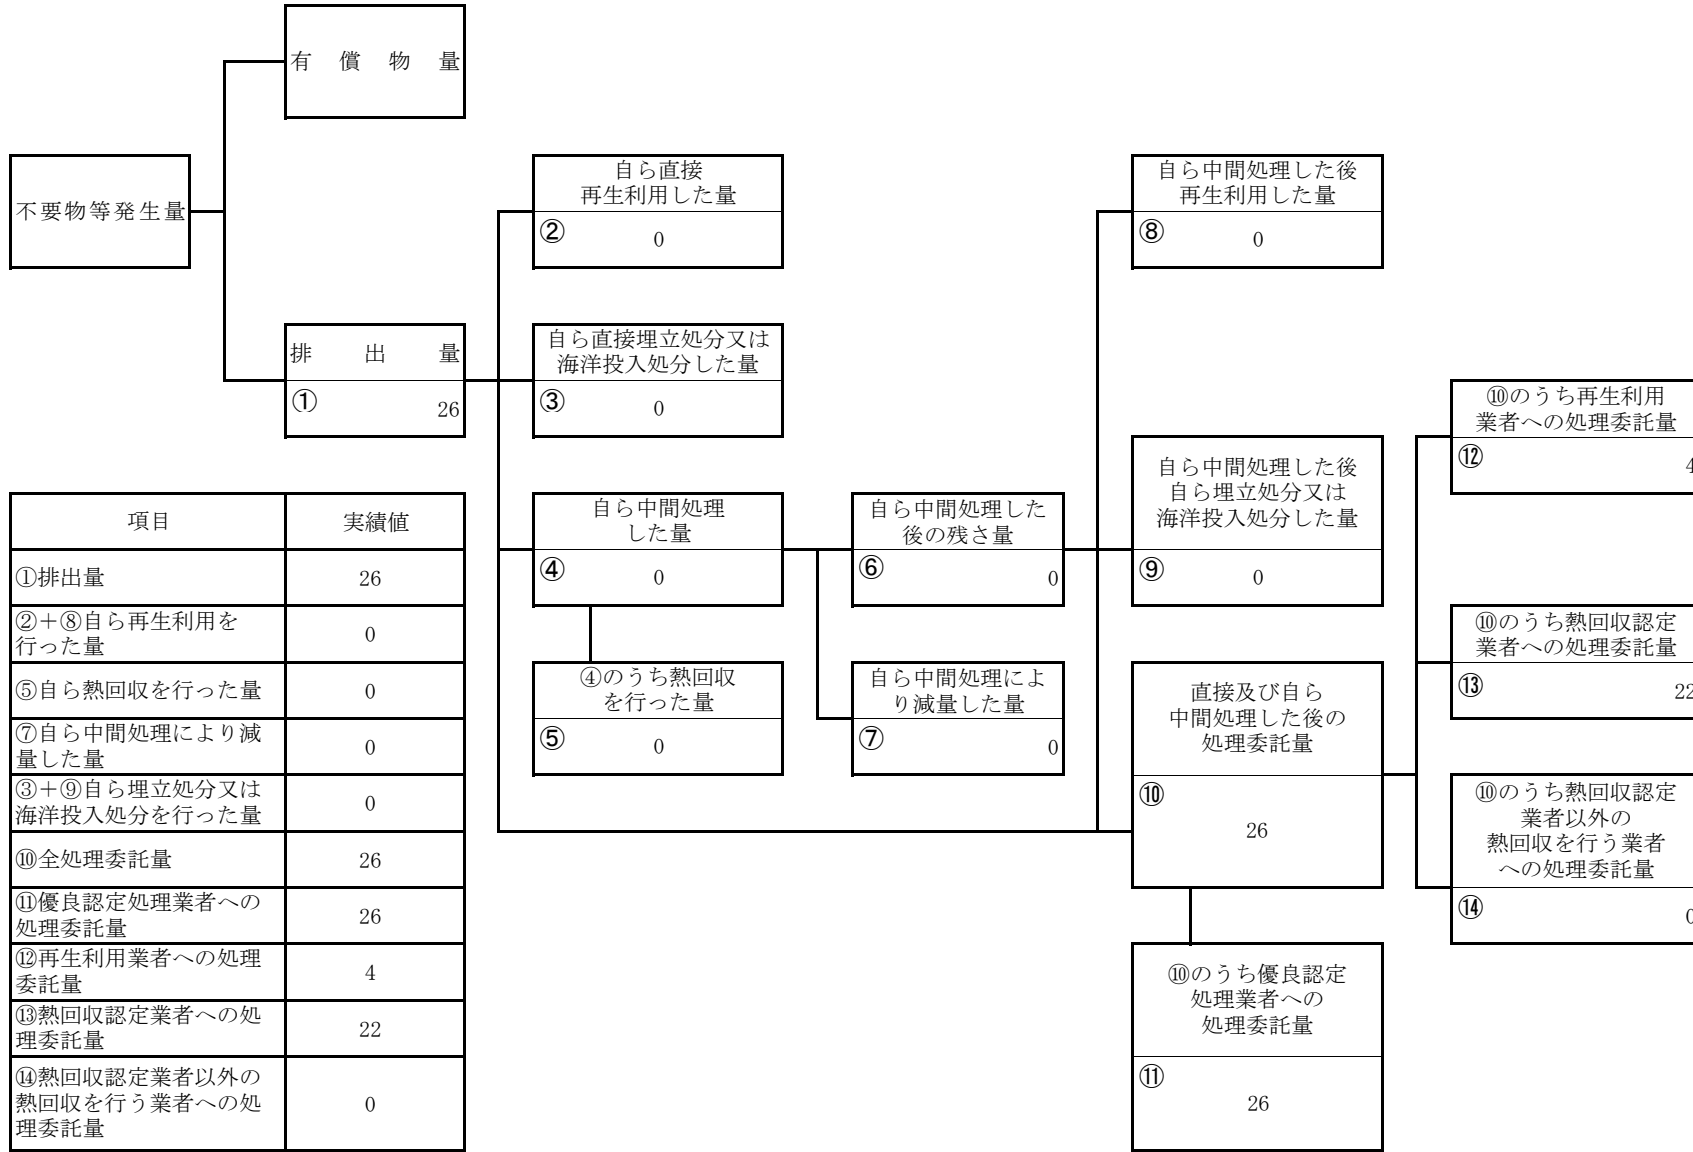 有償物量
不要物等発生量
排出量
①
26
自ら直接
再生利用した量
②
0
自ら直接埋立処分又は
海洋投入処分した量
③
0
自ら中間処理
した量
④
0
④のうち熱回収
を行った量
⑤
0
自ら中間処理した
後の残さ量
⑥
0
自ら中間処理によ
り減量した量
⑦
0
自ら中間処理した後
再生利用した量
⑧
0
自ら中間処理した後
自ら埋立処分又は
海洋投入処分した量
⑨
0
直接及び自ら
中間処理した後の
処理委託量
⑩
26
⑩のうち優良認定
処理業者への
処理委託量
⑪
26
⑩のうち再生利用
業者への処理委託量
⑫
4
⑩のうち熱回収認定
業者への処理委託量
⑬
22
⑩のうち熱回収認定
業者以外の
熱回収を行う業者
への処理委託量
⑭
0
項目 実績値
①排出量 26
②+⑧自ら再生利用を
行った量 0
⑤自ら熱回収を行った量 0
⑦自ら中間処理により減
量した量 0
③+⑨自ら埋立処分又は
海洋投入処分を行った量 0
⑩全処理委託量 26
⑪優良認定処理業者への
処理委託量 26
⑫再生利用業者への処理
委託量 4
⑬熱回収認定業者への処
理委託量 22
⑭熱回収認定業者以外の
熱回収を行う業者への処
理委託量 0